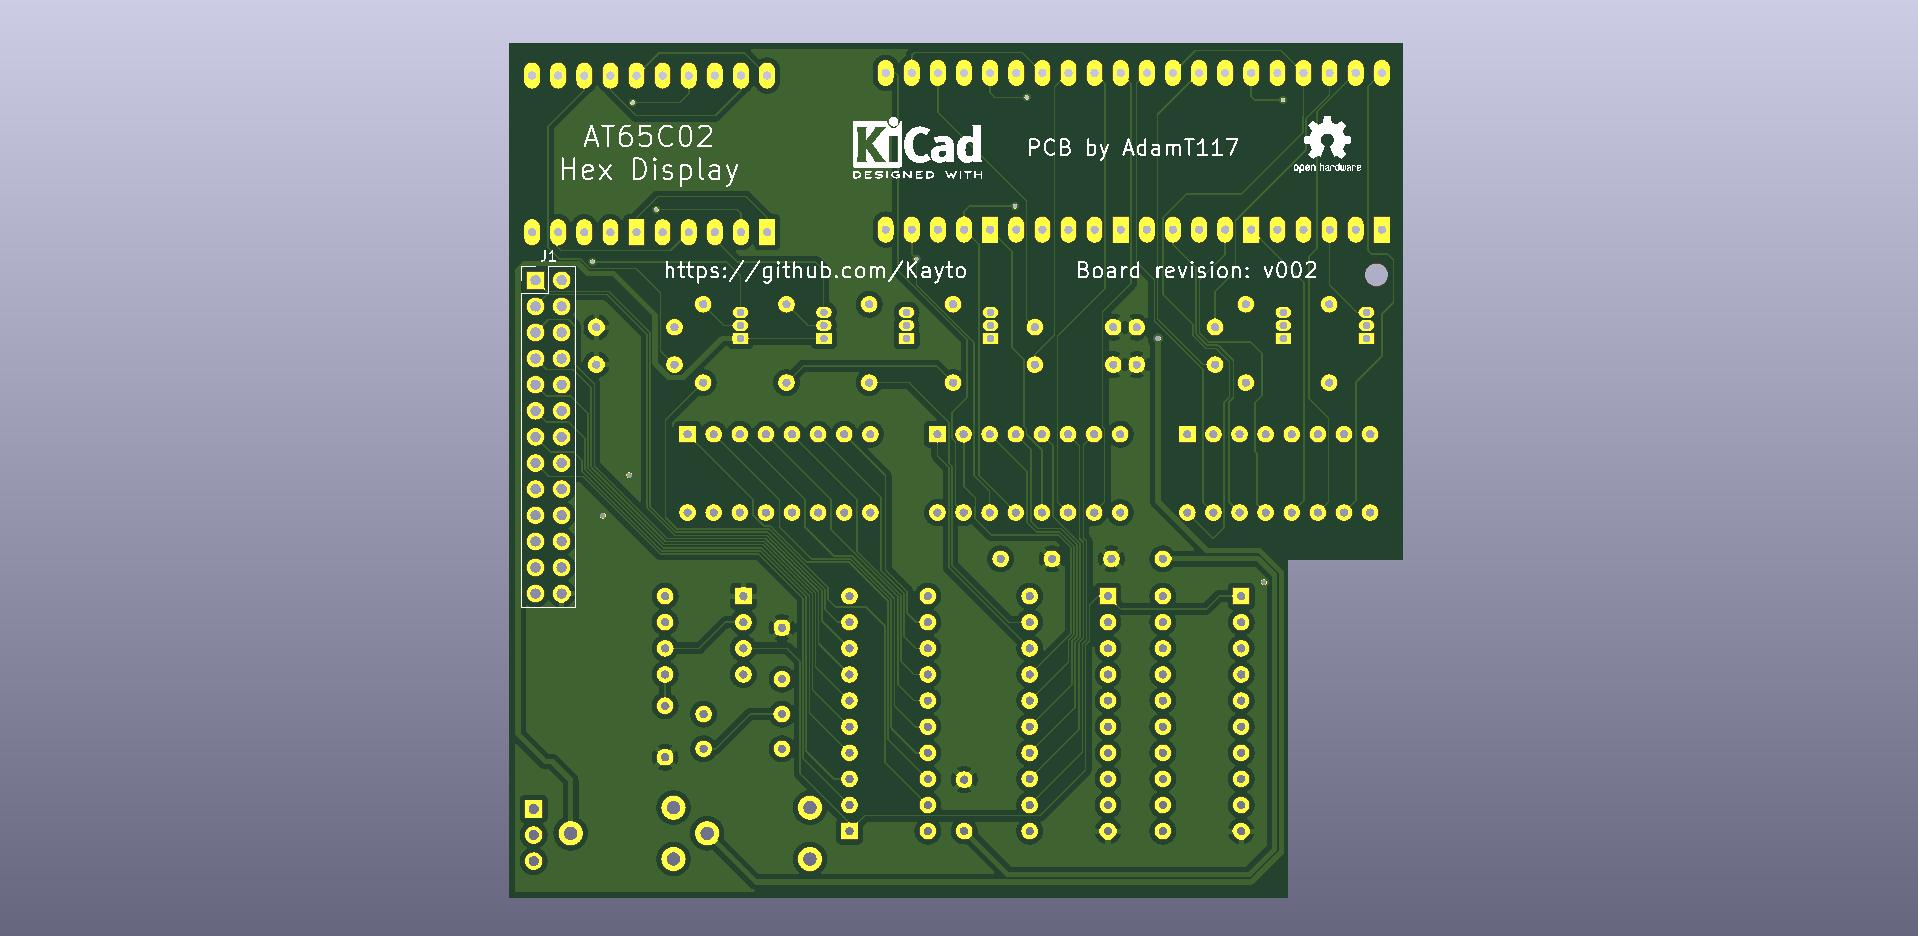 AT65C02
Hex Display
KiCad
DESIGNED WITH
PCB by AdamT117
open hardware
J1
https://github.com/Kayto
Board revision: v002